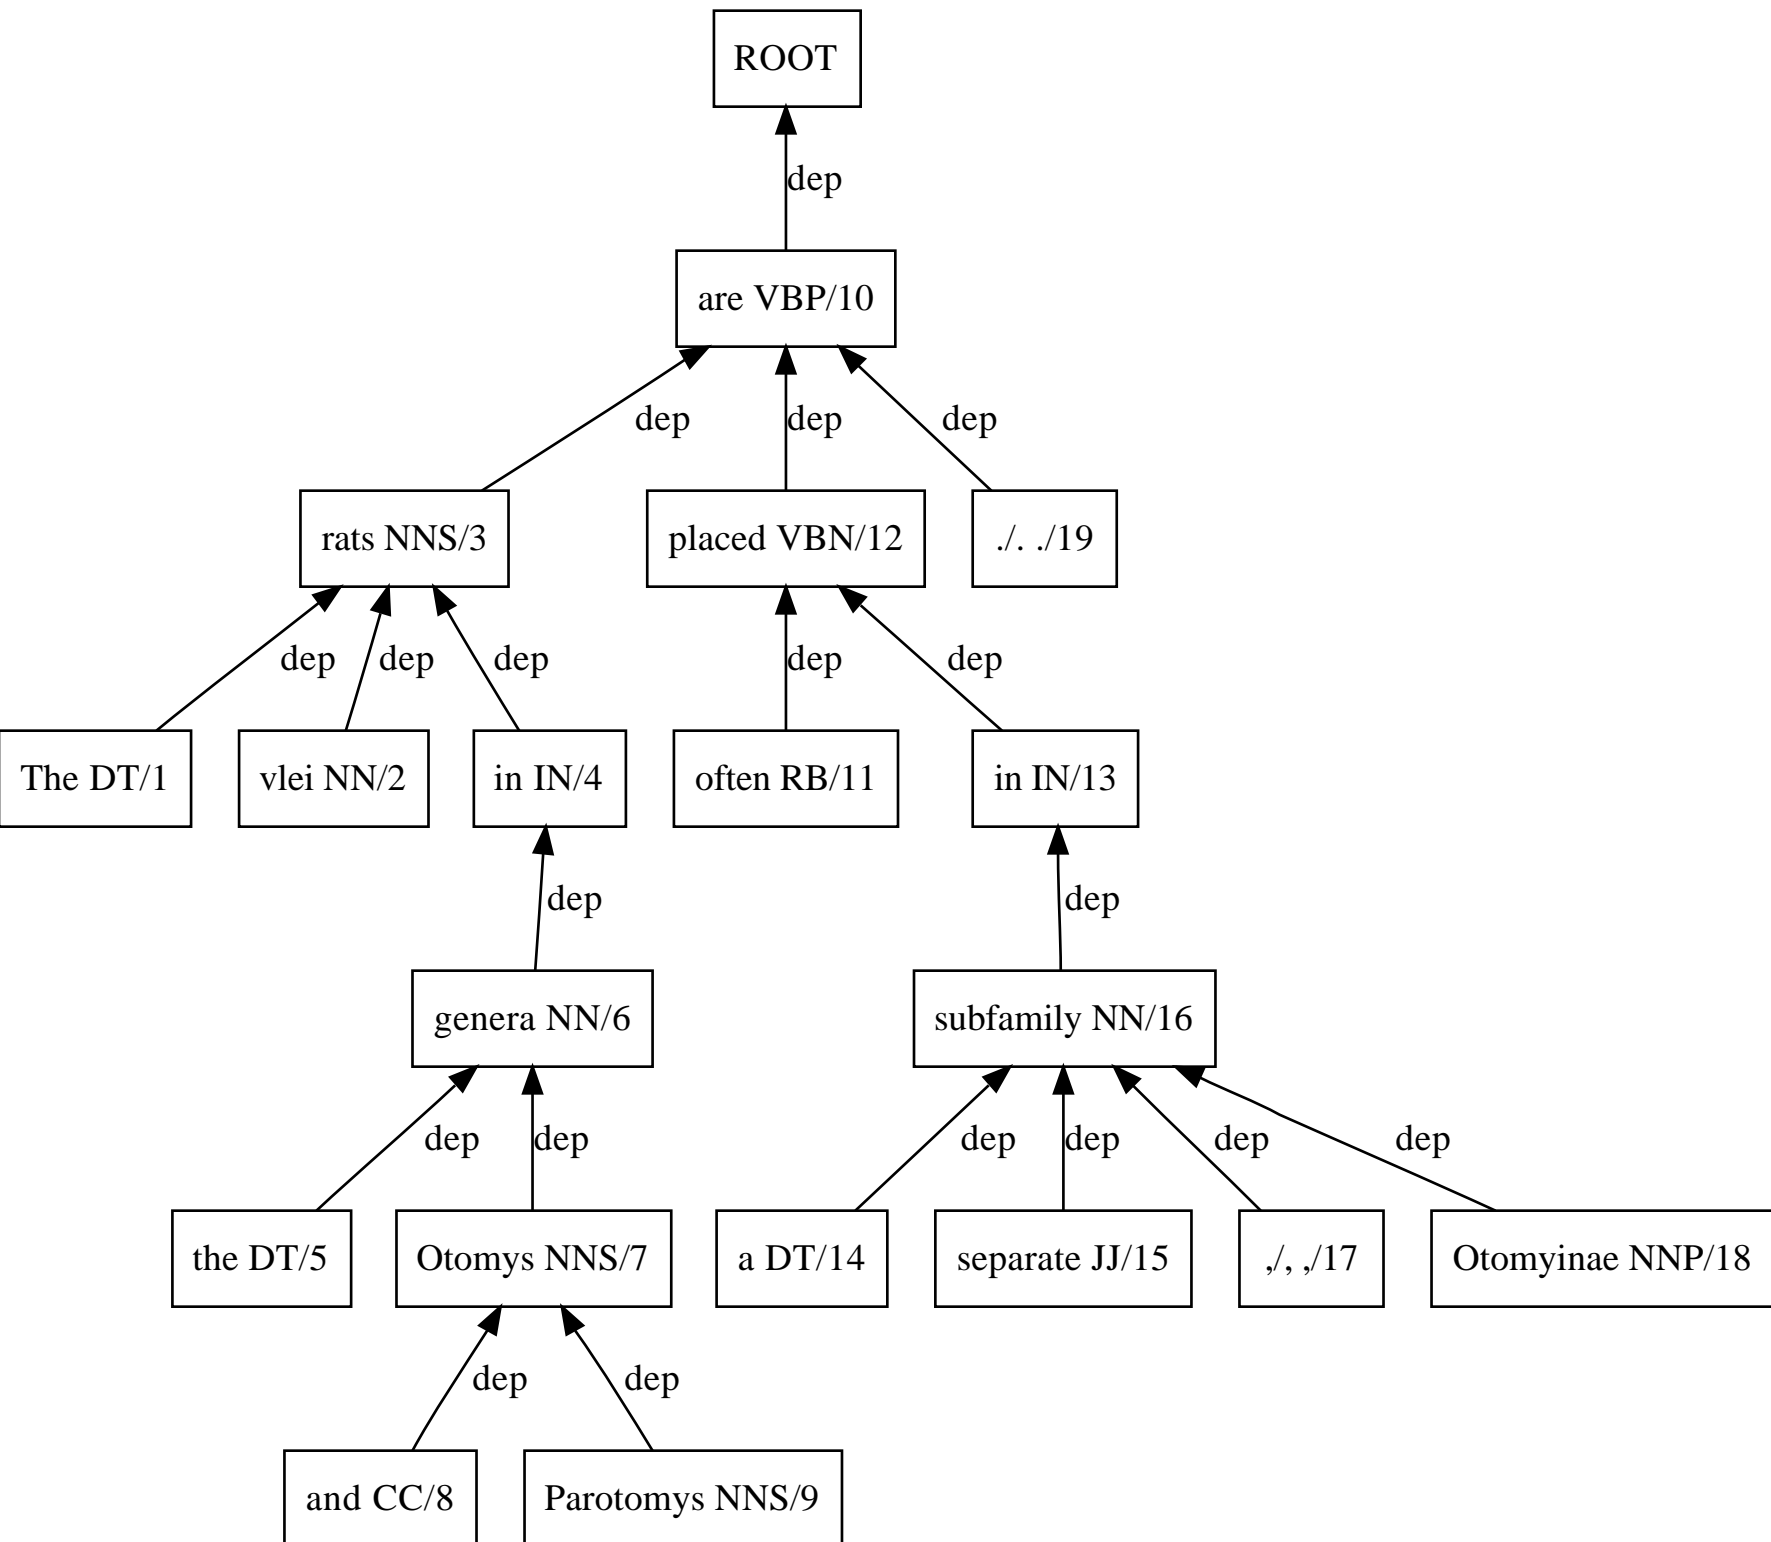 ROOT
dep
are VBP/10
dep dep dep
rats NNS/3 placed VBN/12 ./. ./19
dep dep dep dep dep
The DT/1 vlei NN/2 in IN/4 often RB/11 in IN/13
dep dep
genera NN/6 subfamily NN/16
dep dep dep dep dep dep
the DT/5 Otomys NNS/7 a DT/14 separate JJ/15 ,/, ,/17 Otomyinae NNP/18
dep dep
and CC/8 Parotomys NNS/9